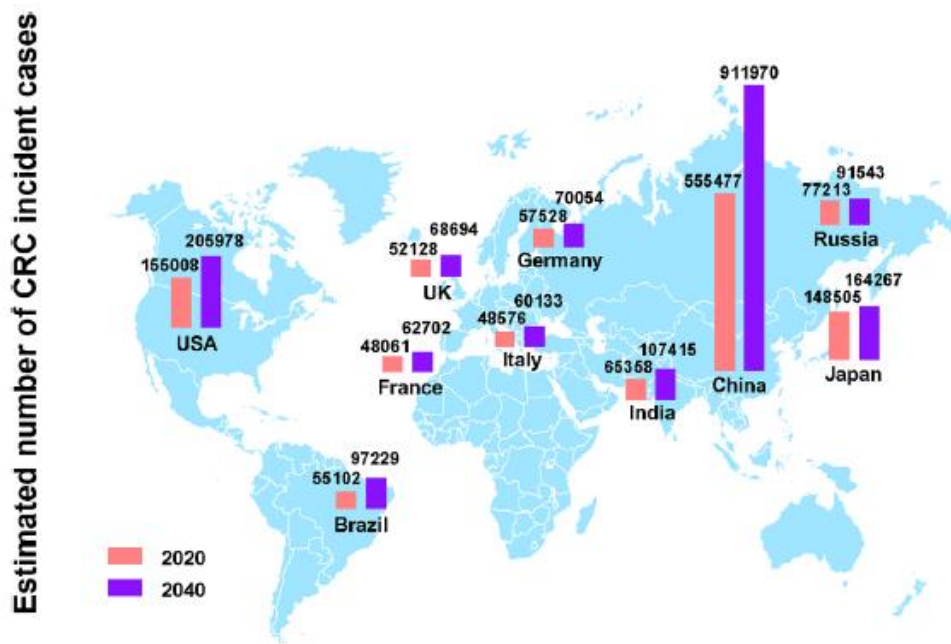 Estimated number of CRC incident cases
911970
555477
China
91543
77213
Russia
70054
57528
Germany
68694
52128
UK
205978
155008
USA
60133
48576
Italy
62702
48061
France
107415
65358
India
164267
148505
Japan
97229
55102
Brazil
2020
2040